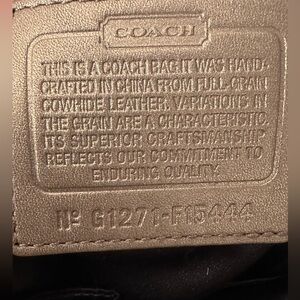 COACH
THIS IS A COACH BAG. IT WAS HAND-
CRAFTED IN CHINA FROM FULL GRAIN
COWHIDE LEATHER. VARIATIONS IN
THE GRAIN ARE A CHARACTERISTIC.
ITS SUPERIOR CRAFTSMANSHIP
REFLECTS OUR COMMITMENT TO
ENDURING QUALITY.
Nº G1271-F15444